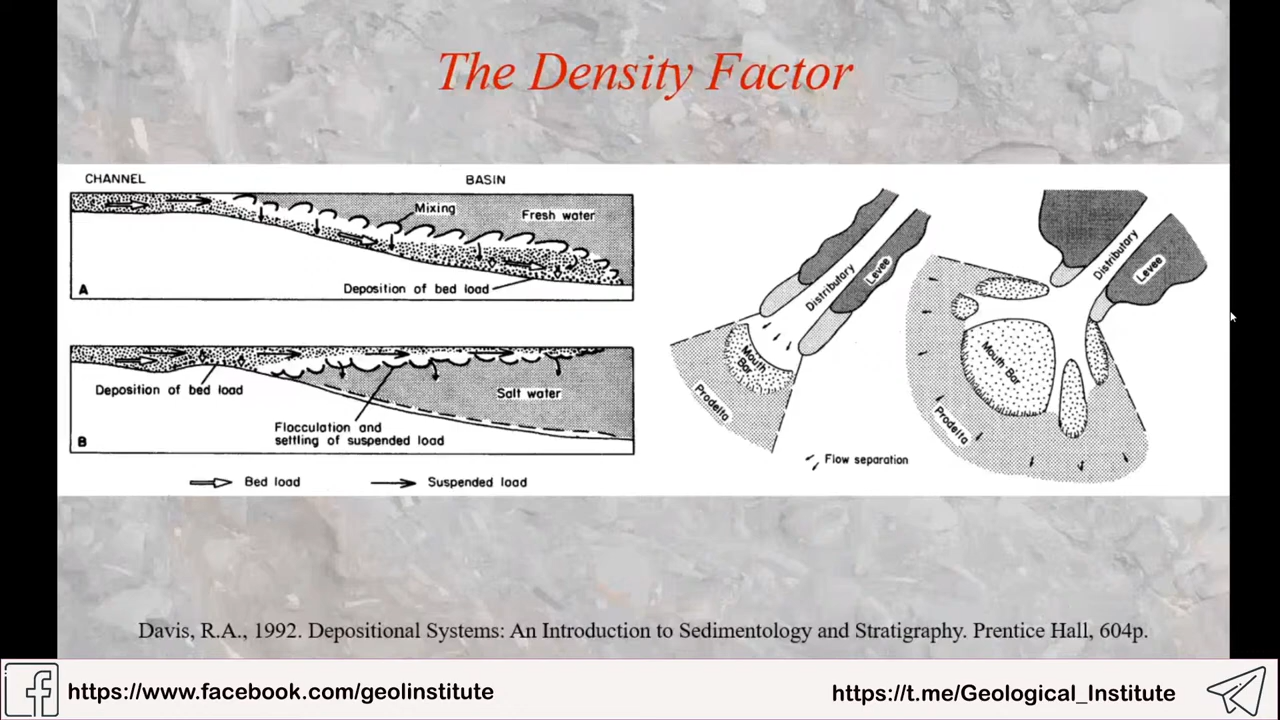 The Density Factor
CHANNEL
BASIN
Mixing
Fresh water
Deposition of bed load
A
Deposition of bed load
Salt water
Flocculation and
settling of suspended load
B
Bed load
Suspended load
Distributary
Levee
Mouth
Bar
Prodelta
Flow separation
Distributary
Levee
Mouth Bar
Prodelta
Davis, R.A., 1992. Depositional Systems: An Introduction to Sedimentology and Stratigraphy. Prentice Hall, 604p.
https://www.facebook.com/geolinstitute
https://t.me/Geological_Institute